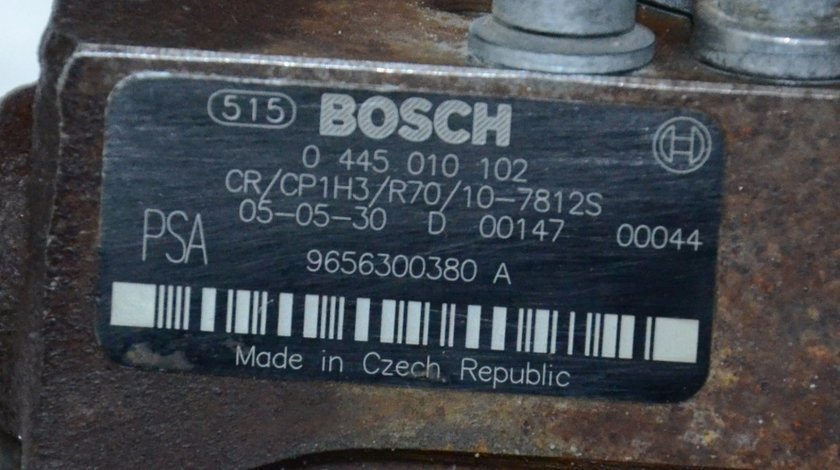 515 BOSCH
0 445 010 102
CR/CP1H3/R70/10-7812S
05-05-30 D 00147 00044
PSA
9656300380 A
Made in Czech Republic